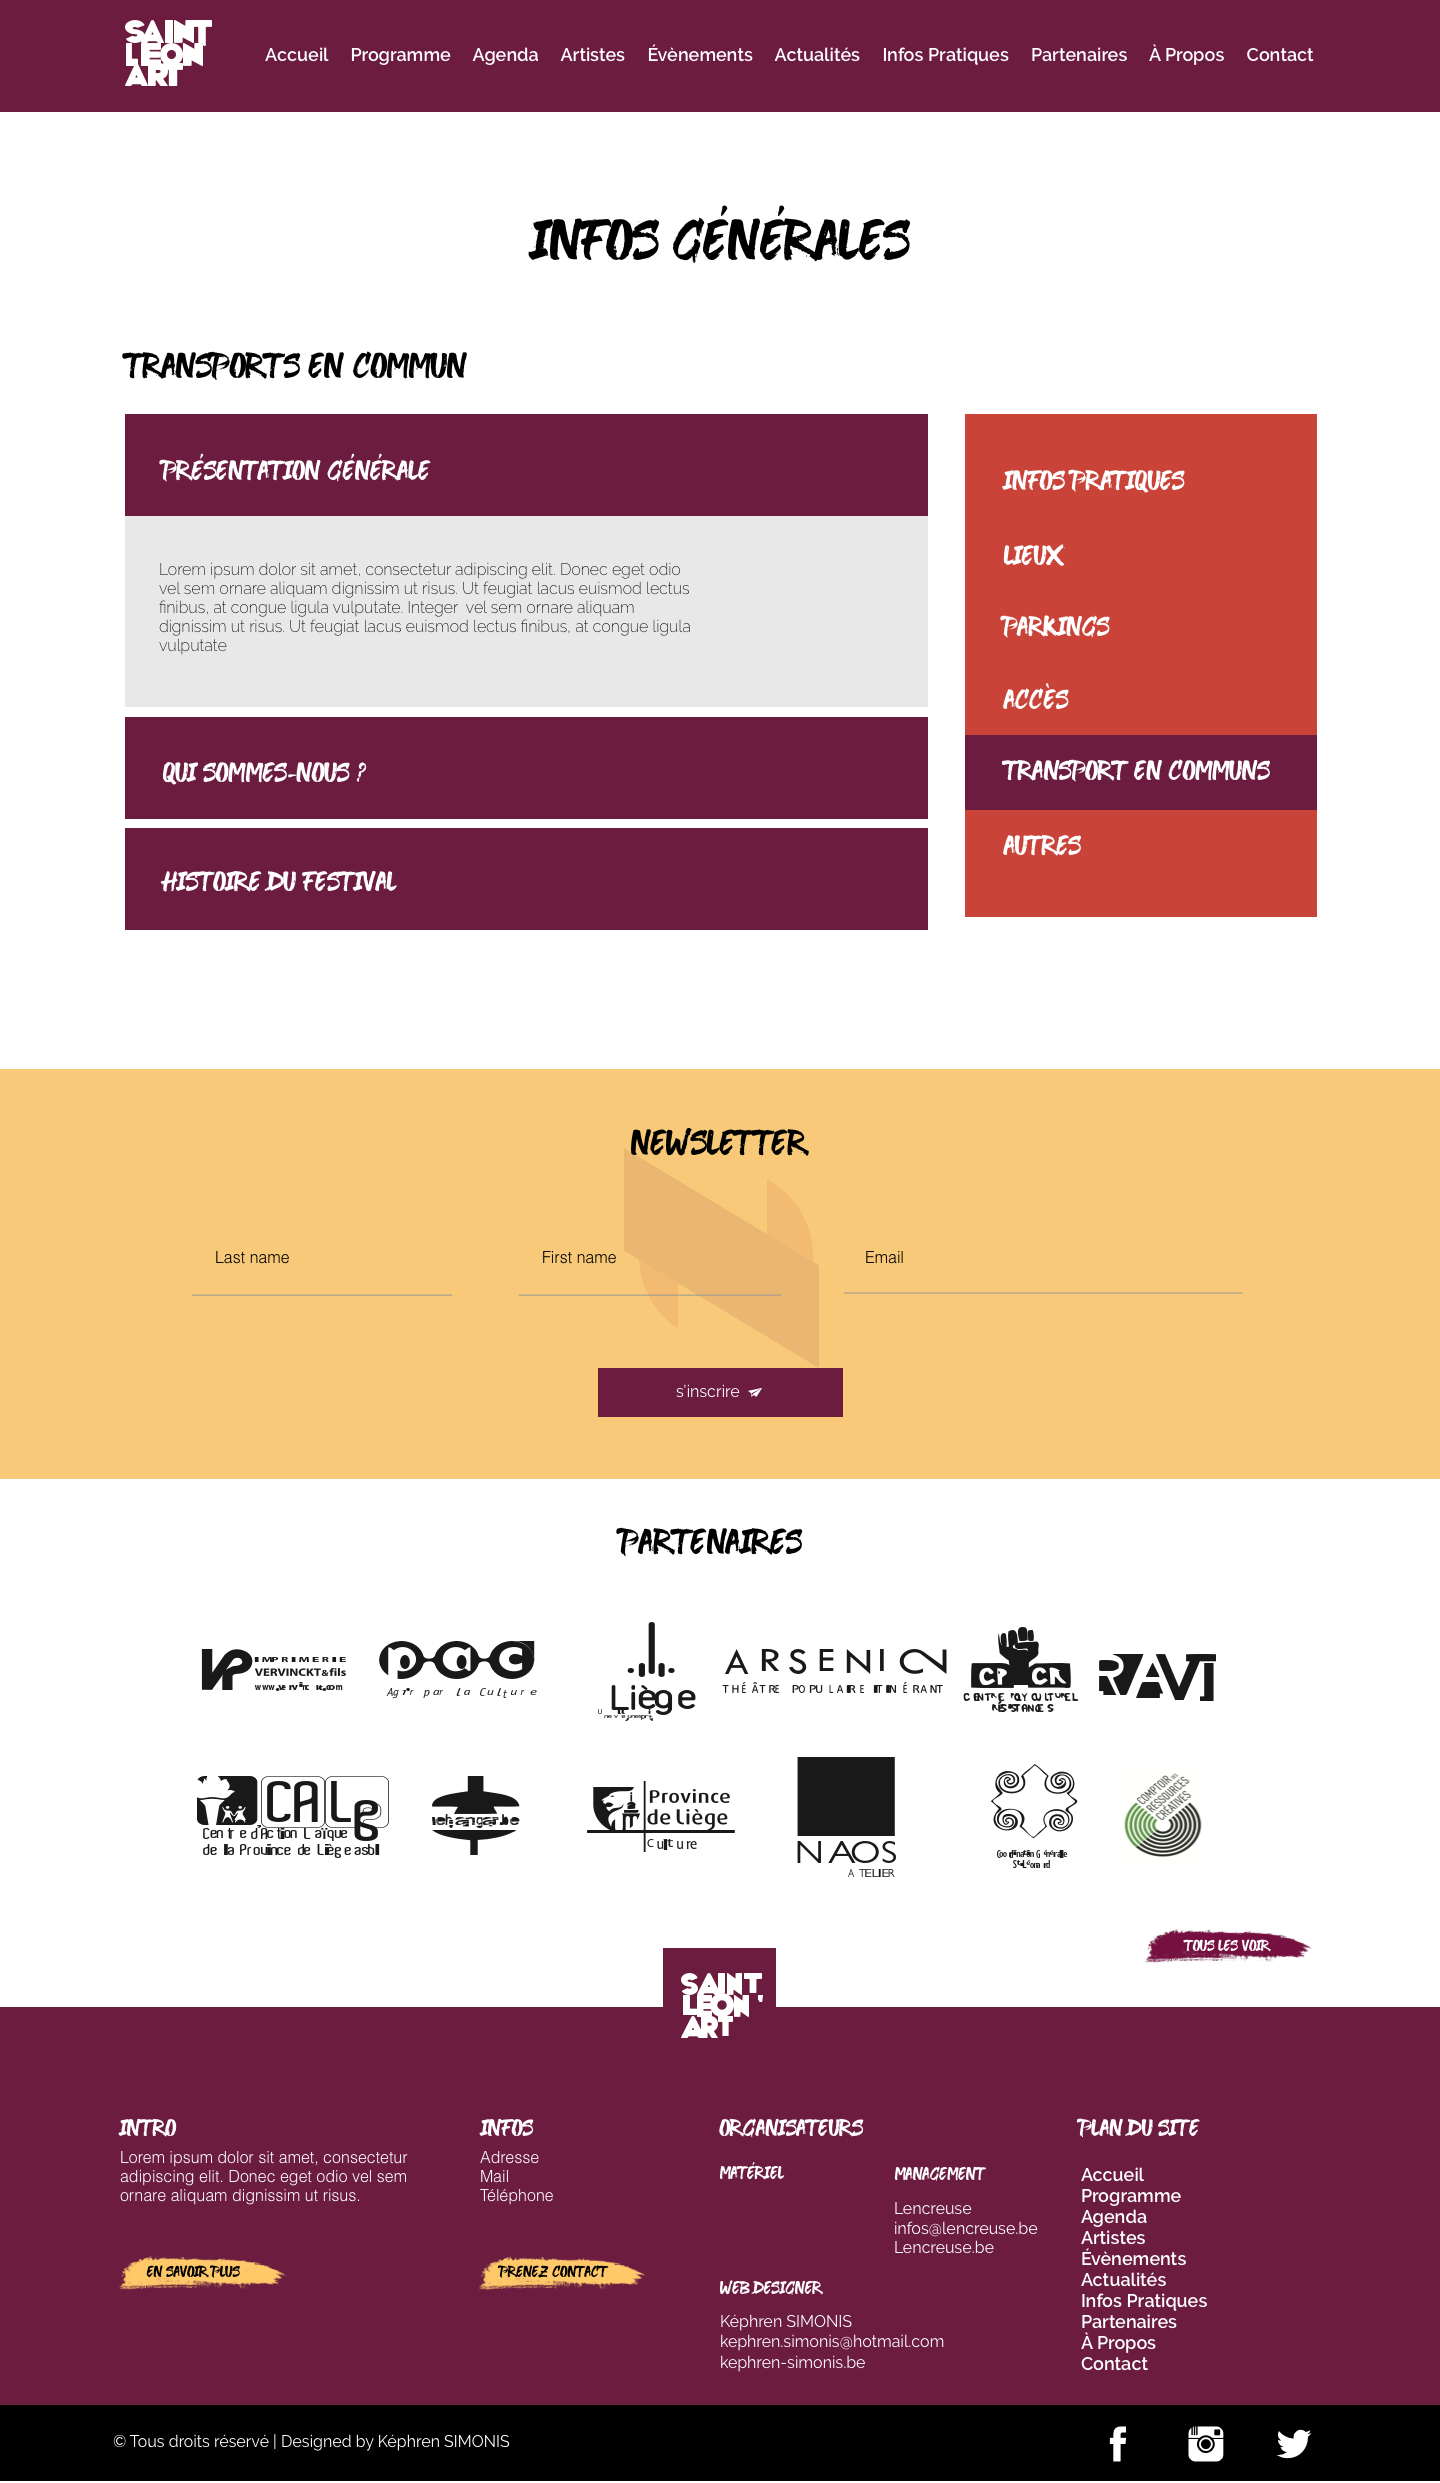 SAINT
LEON
ART
Accueil Programme Agenda Artistes Évènements Actualités Infos Pratiques Partenaires À Propos Contact
INFOS GÉNÉRALES
TRANSPORTS EN COMMUN
PRÉSENTATION GÉNÉRALE
Lorem ipsum dolor sit amet, consectetur adipiscing elit. Donec eget odio
vel sem ornare aliquam dignissim ut risus. Ut feugiat lacus euismod lectus
finibus, at congue ligula vulputate. Integer vel sem ornare aliquam
dignissim ut risus. Ut feugiat lacus euismod lectus finibus, at congue ligula
vulputate
QUI SOMMES-NOUS ?
HISTOIRE DU FESTIVAL
INFOS PRATIQUES
LIEUX
PARKINGS
ACCÈS
TRANSPORT EN COMMUNS
AUTRES
NEWSLETTER
Last name First name Email
s'inscrire
PARTENAIRES
IMPRIMERIE
VERVINCKT&fils
pac
Agir par la Culture
Liège
ARSENIC2
THÉÂTRE POPULAIRE ITINÉRANT
CPCR
CENTRE POLYCULTUREL
RÉSISTANCES
RAVI
CAL
Centre d'Action Laïque
de la Province de Liège asbl
Province
de Liège
Culture
NAOS
ATELIER
Coordination Générale
St-Léonard
COMPTOIR DES
RESSOURCES
CRÉATIVES
TOUS LES VOIR
SAINT
LEON'
ART
INTRO
Lorem ipsum dolor sit amet, consectetur
adipiscing elit. Donec eget odio vel sem
ornare aliquam dignissim ut risus.
EN SAVOIR PLUS
INFOS
Adresse
Mail
Téléphone
PRENEZ CONTACT
ORGANISATEURS
MATÉRIEL
MANAGEMENT
Lencreuse
infos@lencreuse.be
Lencreuse.be
WEB DESIGNER
Képhren SIMONIS
kephren.simonis@hotmail.com
kephren-simonis.be
PLAN DU SITE
Accueil
Programme
Agenda
Artistes
Évènements
Actualités
Infos Pratiques
Partenaires
À Propos
Contact
© Tous droits réservé | Designed by Képhren SIMONIS